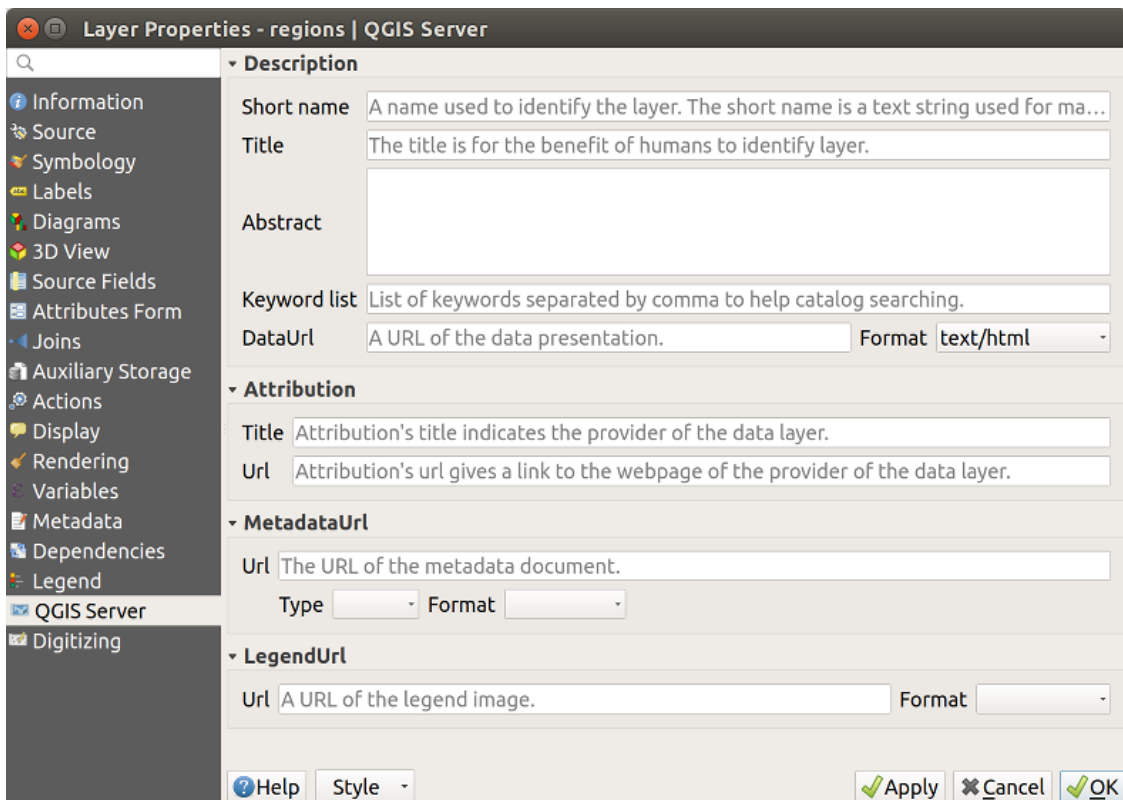 Layer Properties - regions | QGIS Server
Information
Source
Symbology
Labels
Diagrams
3D View
Source Fields
Attributes Form
Joins
Auxiliary Storage
Actions
Display
Rendering
Variables
Metadata
Dependencies
Legend
QGIS Server
Digitizing
Description
Short name A name used to identify the layer. The short name is a text string used for ma...
Title The title is for the benefit of humans to identify layer.
Abstract
Keyword list List of keywords separated by comma to help catalog searching.
DataUrl A URL of the data presentation. Format text/html
Attribution
Title Attribution's title indicates the provider of the data layer.
Url Attribution's url gives a link to the webpage of the provider of the data layer.
MetadataUrl
Url The URL of the metadata document.
Type Format
LegendUrl
Url A URL of the legend image. Format
Help Style Apply Cancel OK